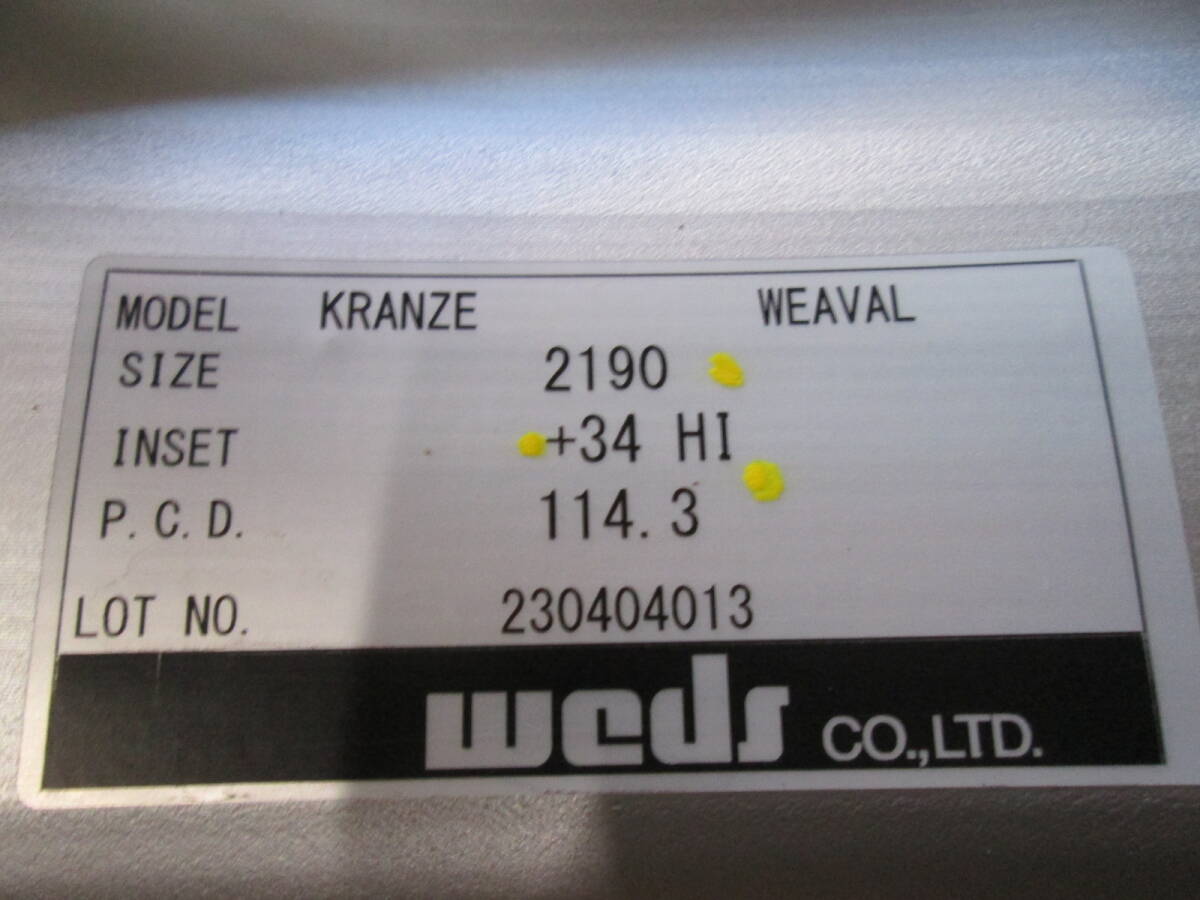 MODEL KRANZE WEAVAL
SIZE 2190
INSET +34 HI
P.C.D. 114.3
LOT NO. 230404013
weds CO.,LTD.